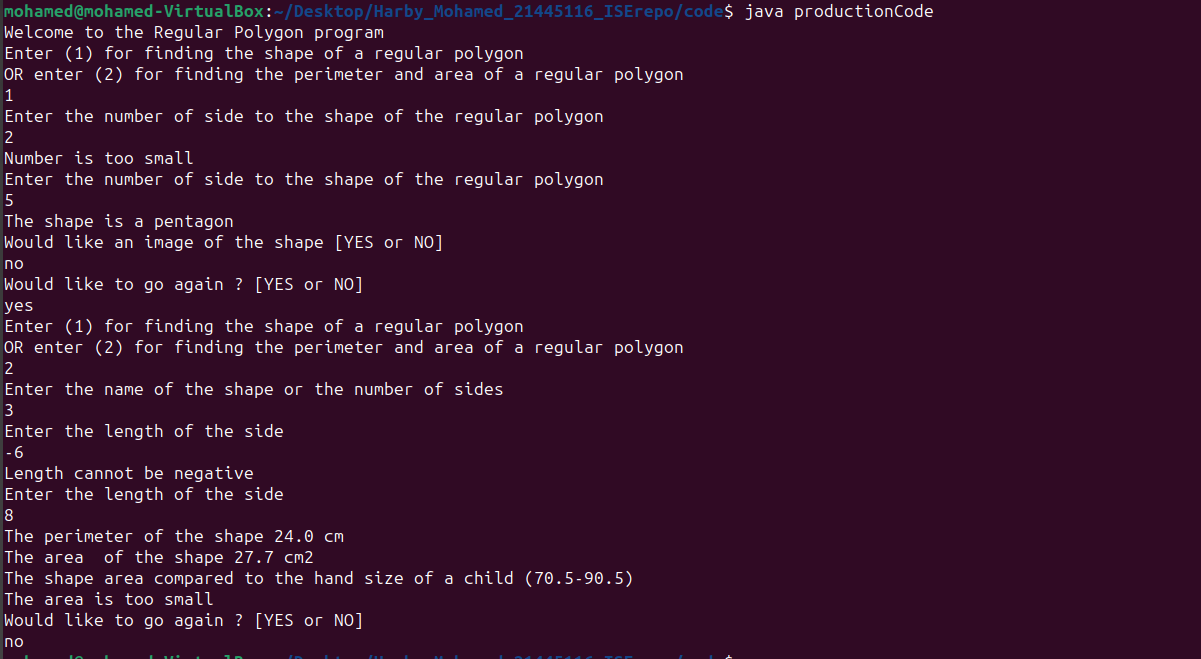 mohamed@mohamed-VirtualBox:~/Desktop/Harby_Mohamed_21445116_ISErepo/code$ java productionCode
Welcome to the Regular Polygon program
Enter (1) for finding the shape of a regular polygon
OR enter (2) for finding the perimeter and area of a regular polygon
1
Enter the number of side to the shape of the regular polygon
2
Number is too small
Enter the number of side to the shape of the regular polygon
5
The shape is a pentagon
Would like an image of the shape [YES or NO]
no
Would like to go again ? [YES or NO]
yes
Enter (1) for finding the shape of a regular polygon
OR enter (2) for finding the perimeter and area of a regular polygon
2
Enter the name of the shape or the number of sides
3
Enter the length of the side
-6
Length cannot be negative
Enter the length of the side
8
The perimeter of the shape 24.0 cm
The area  of the shape 27.7 cm2
The shape area compared to the hand size of a child (70.5-90.5)
The area is too small
Would like to go again ? [YES or NO]
no